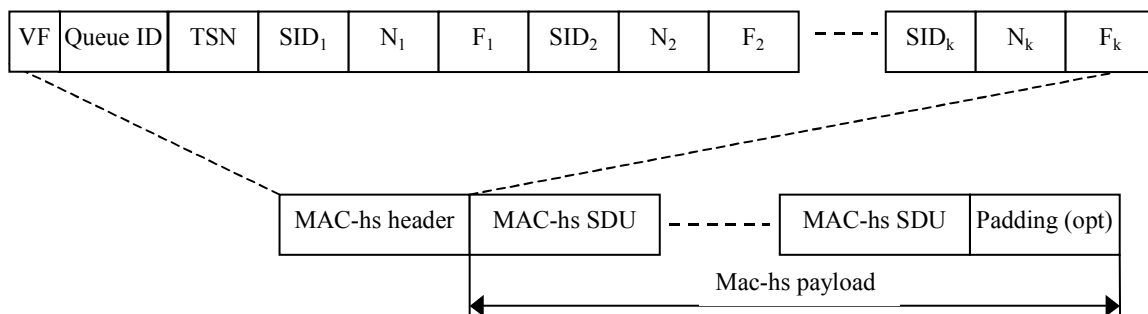 VF Queue ID TSN SID₁ N₁ F₁ SID₂ N₂ F₂ SIDₖ Nₖ Fₖ
MAC-hs header MAC-hs SDU MAC-hs SDU Padding (opt)
Mac-hs payload